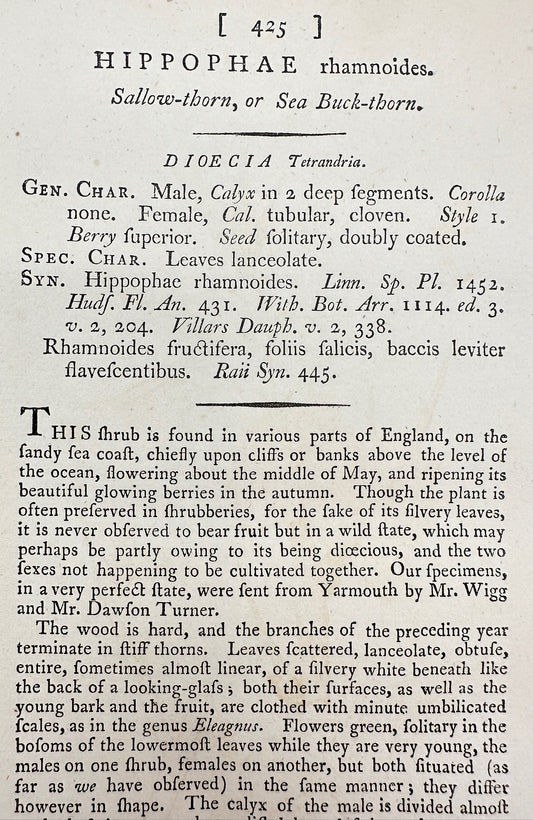 [ 425 ]
HIPPOPHAE rhamnoides.
Sallow-thorn, or Sea Buck-thorn.
DIOECIA Tetrandria.
GEN. CHAR. Male, Calyx in 2 deep ſegments. Corolla
none. Female, Cal. tubular, cloven. Style 1.
Berry ſuperior. Seed ſolitary, doubly coated.
SPEC. CHAR. Leaves lanceolate.
SYN. Hippophae rhamnoides. Linn. Sp. Pl. 1452.
Hudſ. Fl. An. 431. With. Bot. Arr. 1114. ed. 3.
v. 2, 204. Villars Dauph. v. 2, 338.
Rhamnoides fructifera, foliis ſalicis, baccis leviter
flaveſcentibus. Raii Syn. 445.
THIS ſhrub is found in various parts of England, on the
ſandy ſea coaſt, chiefly upon cliffs or banks above the level of
the ocean, flowering about the middle of May, and ripening its
beautiful glowing berries in the autumn. Though the plant is
often preſerved in ſhrubberies, for the ſake of its ſilvery leaves,
it is never obſerved to bear fruit but in a wild ſtate, which may
perhaps be partly owing to its being diœcious, and the two
ſexes not happening to be cultivated together. Our ſpecimens,
in a very perfect ſtate, were ſent from Yarmouth by Mr. Wigg
and Mr. Dawſon Turner.
The wood is hard, and the branches of the preceding year
terminate in ſtiff thorns. Leaves ſcattered, lanceolate, obtuſe,
entire, ſometimes almoſt linear, of a ſilvery white beneath like
the back of a looking-glaſs; both their ſurfaces, as well as the
young bark and the fruit, are clothed with minute umbilicated
ſcales, as in the genus Eleagnus. Flowers green, ſolitary in the
boſoms of the lowermoſt leaves while they are very young, the
males on one ſhrub, females on another, but both ſituated (as
far as we have obſerved) in the ſame manner; they differ
however in ſhape. The calyx of the male is divided almoſt